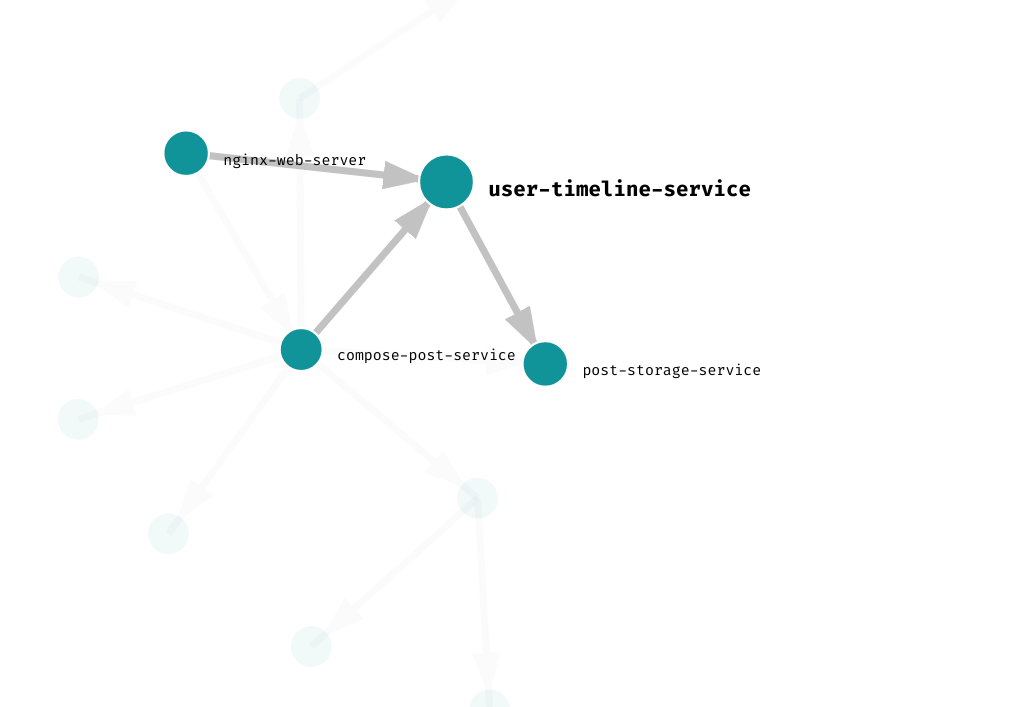 nginx-web-server
user-timeline-service
compose-post-service
post-storage-service